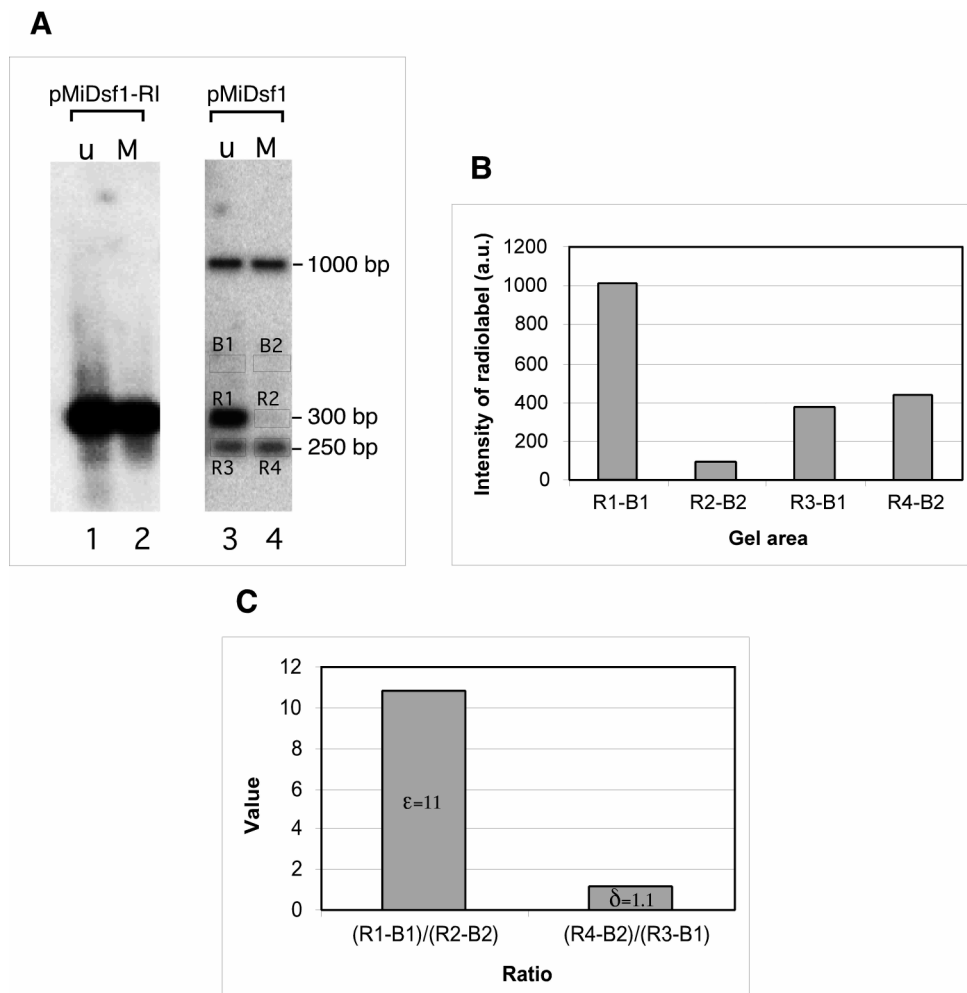 A
pMiDsf1-RI pMiDsf1
u M u M
1000 bp
B1 B2
R1 R2
300 bp
250 bp
R3 R4
1 2 3 4
B
Intensity of radiolabel (a.u.)
1200
1000
800
600
400
200
0
R1-B1 R2-B2 R3-B1 R4-B2
Gel area
C
Value
12
10
8
6
4
2
0
ε=11
δ=1.1
(R1-B1)/(R2-B2) (R4-B2)/(R3-B1)
Ratio